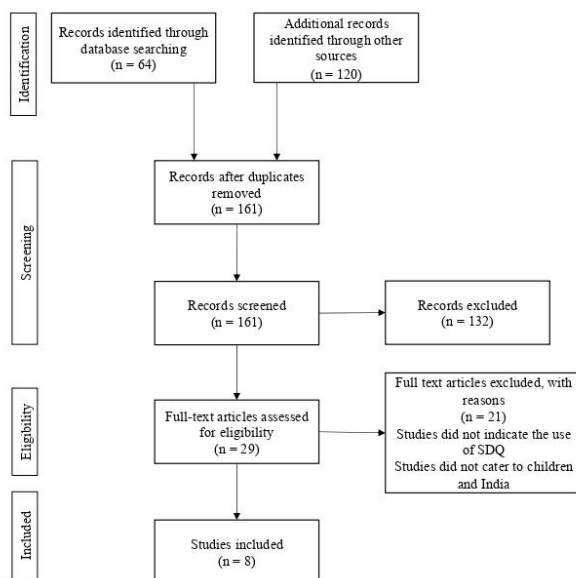 Identification
Records identified through
database searching
(n = 64)
Additional records
identified through other
sources
(n = 120)
Screening
Records after duplicates
removed
(n = 161)
Records screened
(n = 161)
Records excluded
(n = 132)
Eligibility
Full-text articles assessed
for eligibility
(n = 29)
Full text articles excluded, with
reasons
(n = 21)
Studies did not indicate the use
of SDQ
Studies did not cater to children
and India
Included
Studies included
(n = 8)